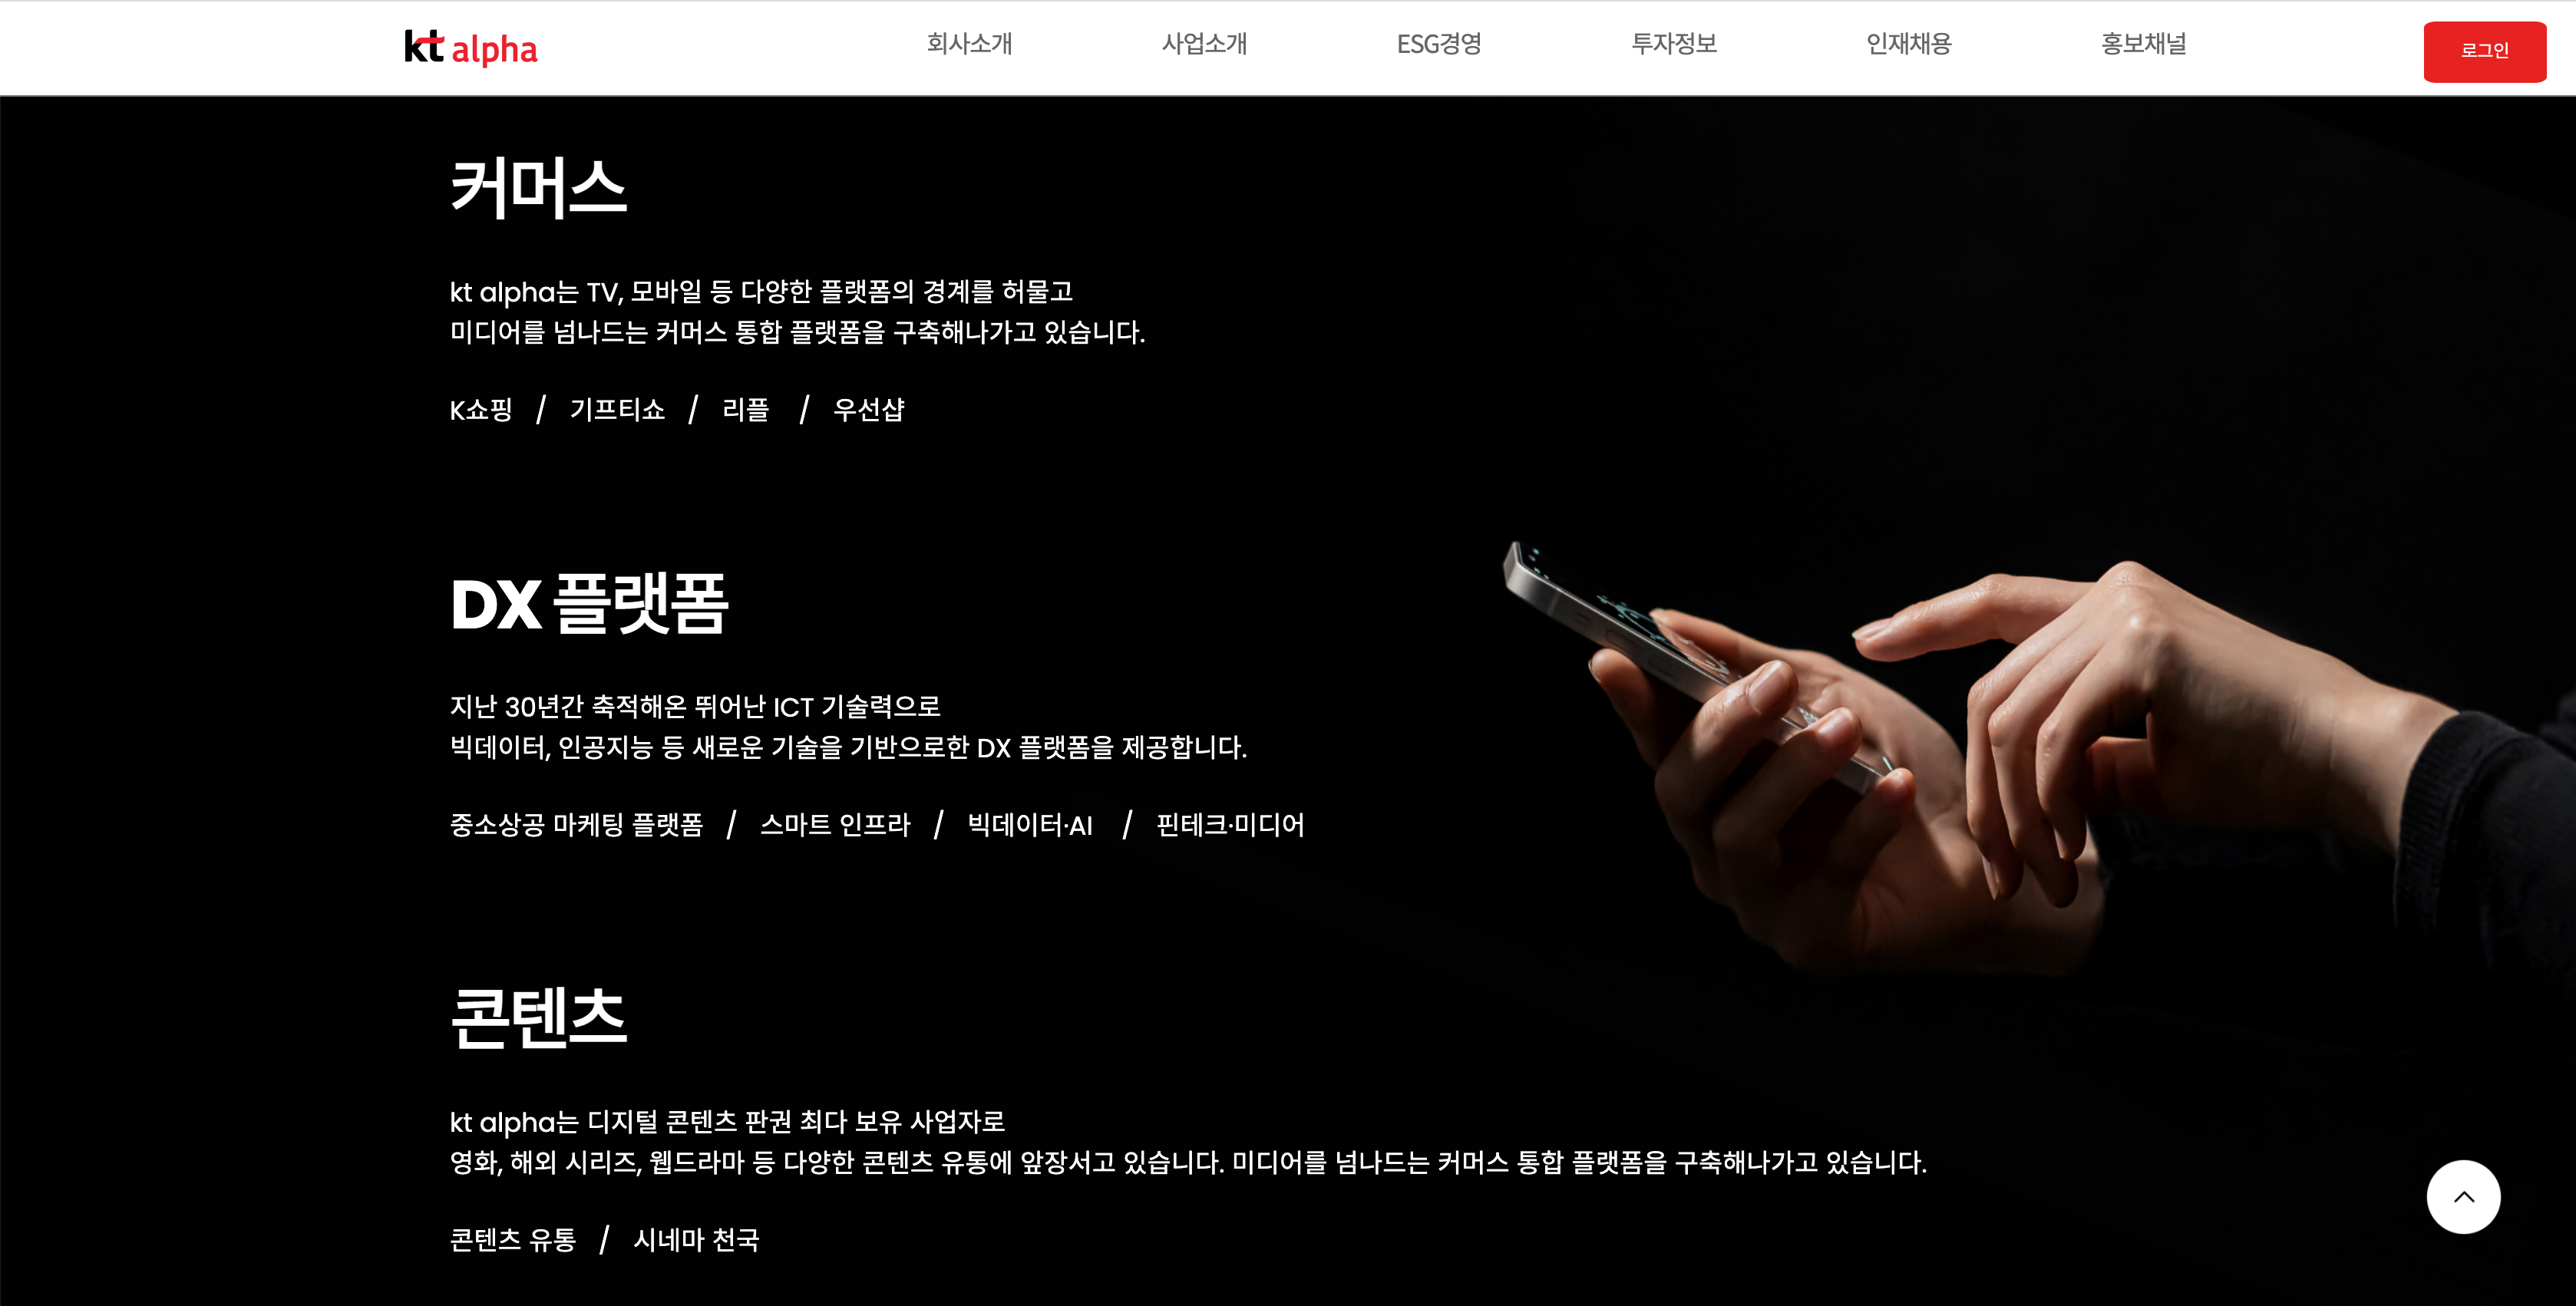 kt alpha
회사소개
사업소개
ESG경영
투자정보
인재채용
홍보채널
로그인
커머스
kt alpha는 TV, 모바일 등 다양한 플랫폼의 경계를 허물고
미디어를 넘나드는 커머스 통합 플랫폼을 구축해나가고 있습니다.
K쇼핑 / 기프티쇼 / 리플 / 우선샵
DX 플랫폼
지난 30년간 축적해온 뛰어난 ICT 기술력으로
빅데이터, 인공지능 등 새로운 기술을 기반으로한 DX 플랫폼을 제공합니다.
중소상공 마케팅 플랫폼 / 스마트 인프라 / 빅데이터·AI / 핀테크·미디어
콘텐츠
kt alpha는 디지털 콘텐츠 판권 최다 보유 사업자로
영화, 해외 시리즈, 웹드라마 등 다양한 콘텐츠 유통에 앞장서고 있습니다. 미디어를 넘나드는 커머스 통합 플랫폼을 구축해나가고 있습니다.
콘텐츠 유통 / 시네마 천국